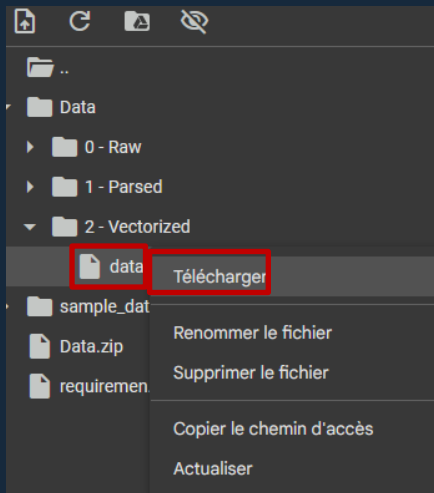 ..
Data
0 - Raw
1 - Parsed
2 - Vectorized
data
Télécharger
sample_dat
Renommer le fichier
Data.zip
Supprimer le fichier
requiremen
Copier le chemin d'accès
Actualiser